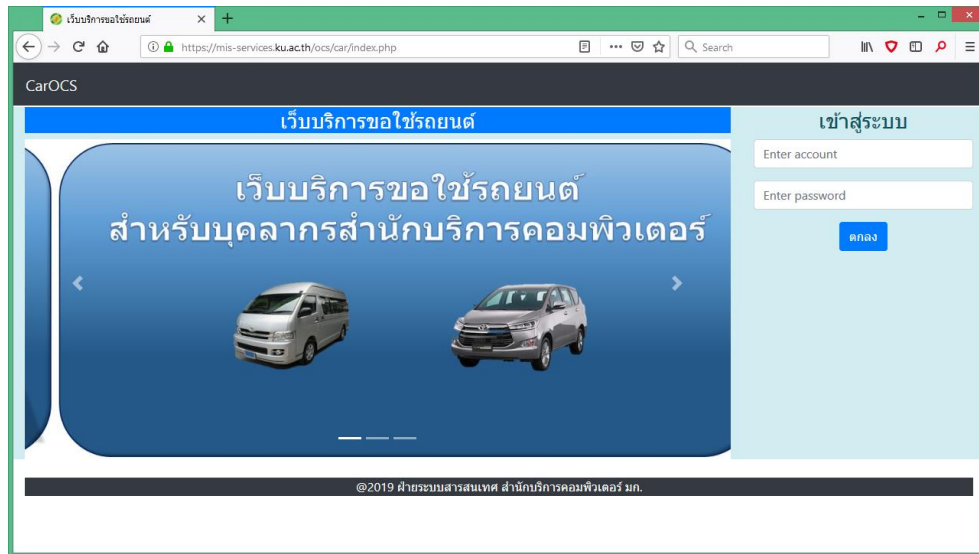 เว็บบริการขอใช้รถยนต์
https://mis-services.ku.ac.th/ocs/car/index.php
Search
CarOCS
เว็บบริการขอใช้รถยนต์
เข้าสู่ระบบ
Enter account
เว็บบริการขอใช้รถยนต์
สำหรับบุคลากรสำนักบริการคอมพิวเตอร์
Enter password
ตกลง
@2019 ฝ่ายระบบสารสนเทศ สำนักบริการคอมพิวเตอร์ มก.